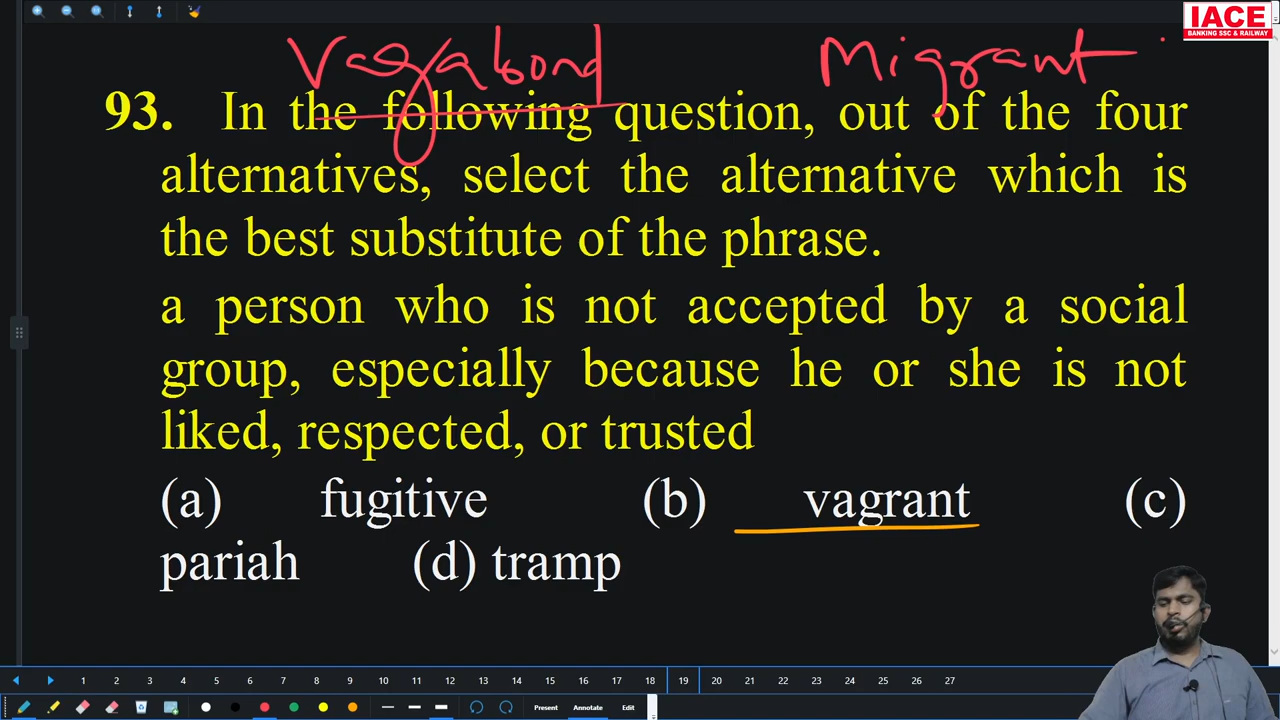 IACE
BANKING SSC & RAILWAY
Vagabond Migrant
93. In the following question, out of the four
alternatives, select the alternative which is
the best substitute of the phrase.
a person who is not accepted by a social
group, especially because he or she is not
liked, respected, or trusted
(a) fugitive (b) vagrant (c)
pariah (d) tramp
1 2 3 4 5 6 7 8 9 10 11 12 13 14 15 16 17 18 19 20 21 22 23 24 25 26 27
Present Annotate Edit